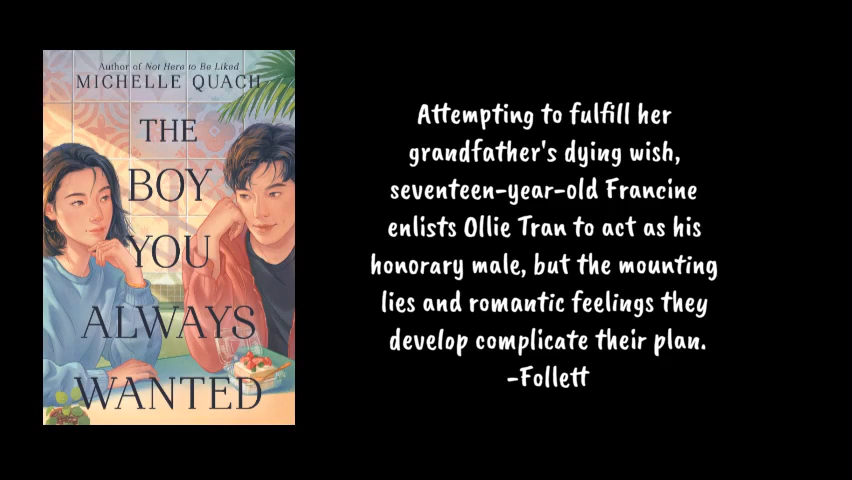 Author of Not Here to Be Liked
MICHELLE QUACH
THE
BOY
YOU
ALWAYS
WANTED
Attempting to fulfill her
grandfather's dying wish,
seventeen-year-old Francine
enlists Ollie Tran to act as his
honorary male, but the mounting
lies and romantic feelings they
develop complicate their plan.
-Follett